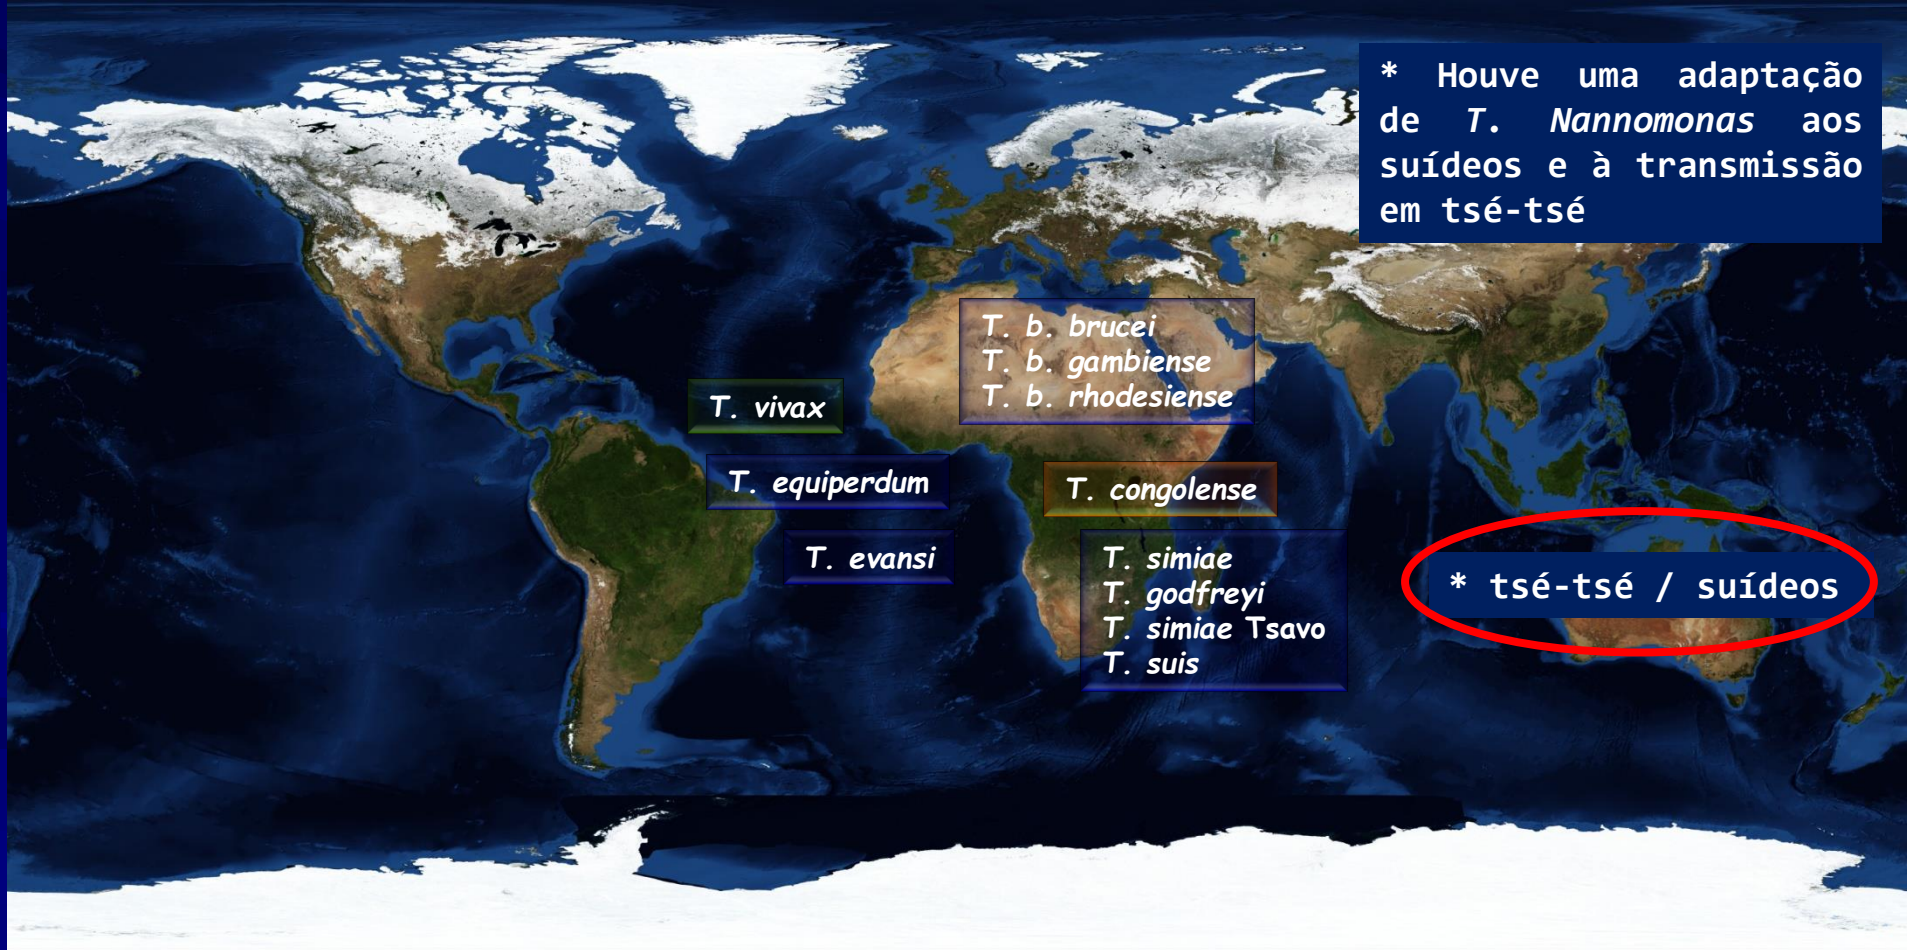 * Houve uma adaptação
de T. Nannomonas aos
suídeos e à transmissão
em tsé-tsé
T. b. brucei
T. b. gambiense
T. b. rhodesiense
T. vivax
T. equiperdum
T. congolense
T. evansi
T. simiae
T. godfreyi
T. simiae Tsavo
T. suis
* tsé-tsé / suídeos